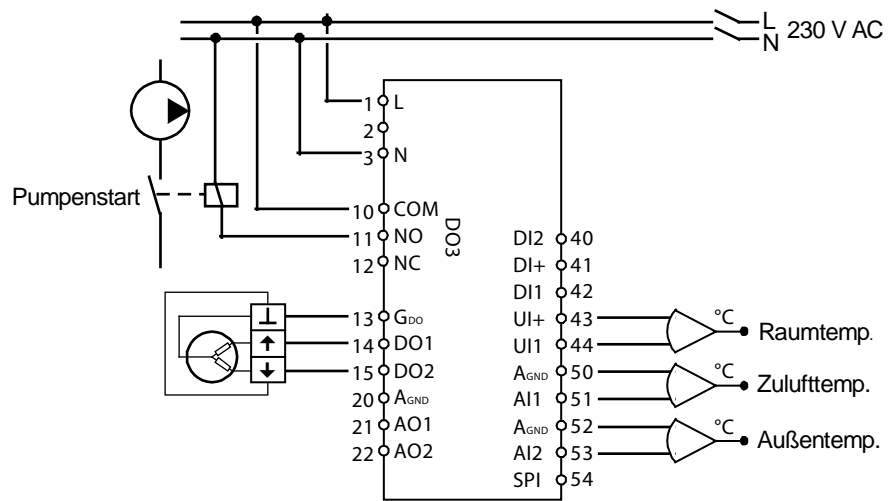 L
N 230 V AC
1 L
2
3 N
Pumpenstart
10 COM
11 NO
12 NC
DO3
13 GDO
14 DO1
15 DO2
20 AGND
21 AO1
22 AO2
DI2 40
DI+ 41
DI1 42
UI+ 43
UI1 44
AGND 50
AI1 51
AGND 52
AI2 53
SPI 54
°C
Raumtemp.
°C
Zulufttemp.
°C
Außentemp.